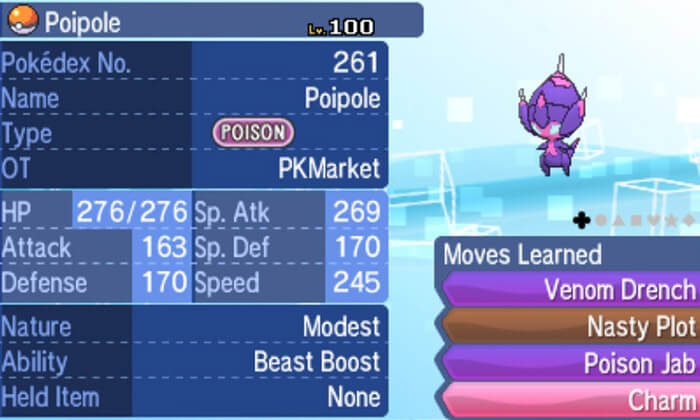 Poipole Lv.100
Pokédex No. 261
Name Poipole
Type POISON
OT PKMarket
HP 276/276 Sp. Atk 269
Attack 163 Sp. Def 170
Defense 170 Speed 245
Nature Modest
Ability Beast Boost
Held Item None
Moves Learned
Venom Drench
Nasty Plot
Poison Jab
Charm